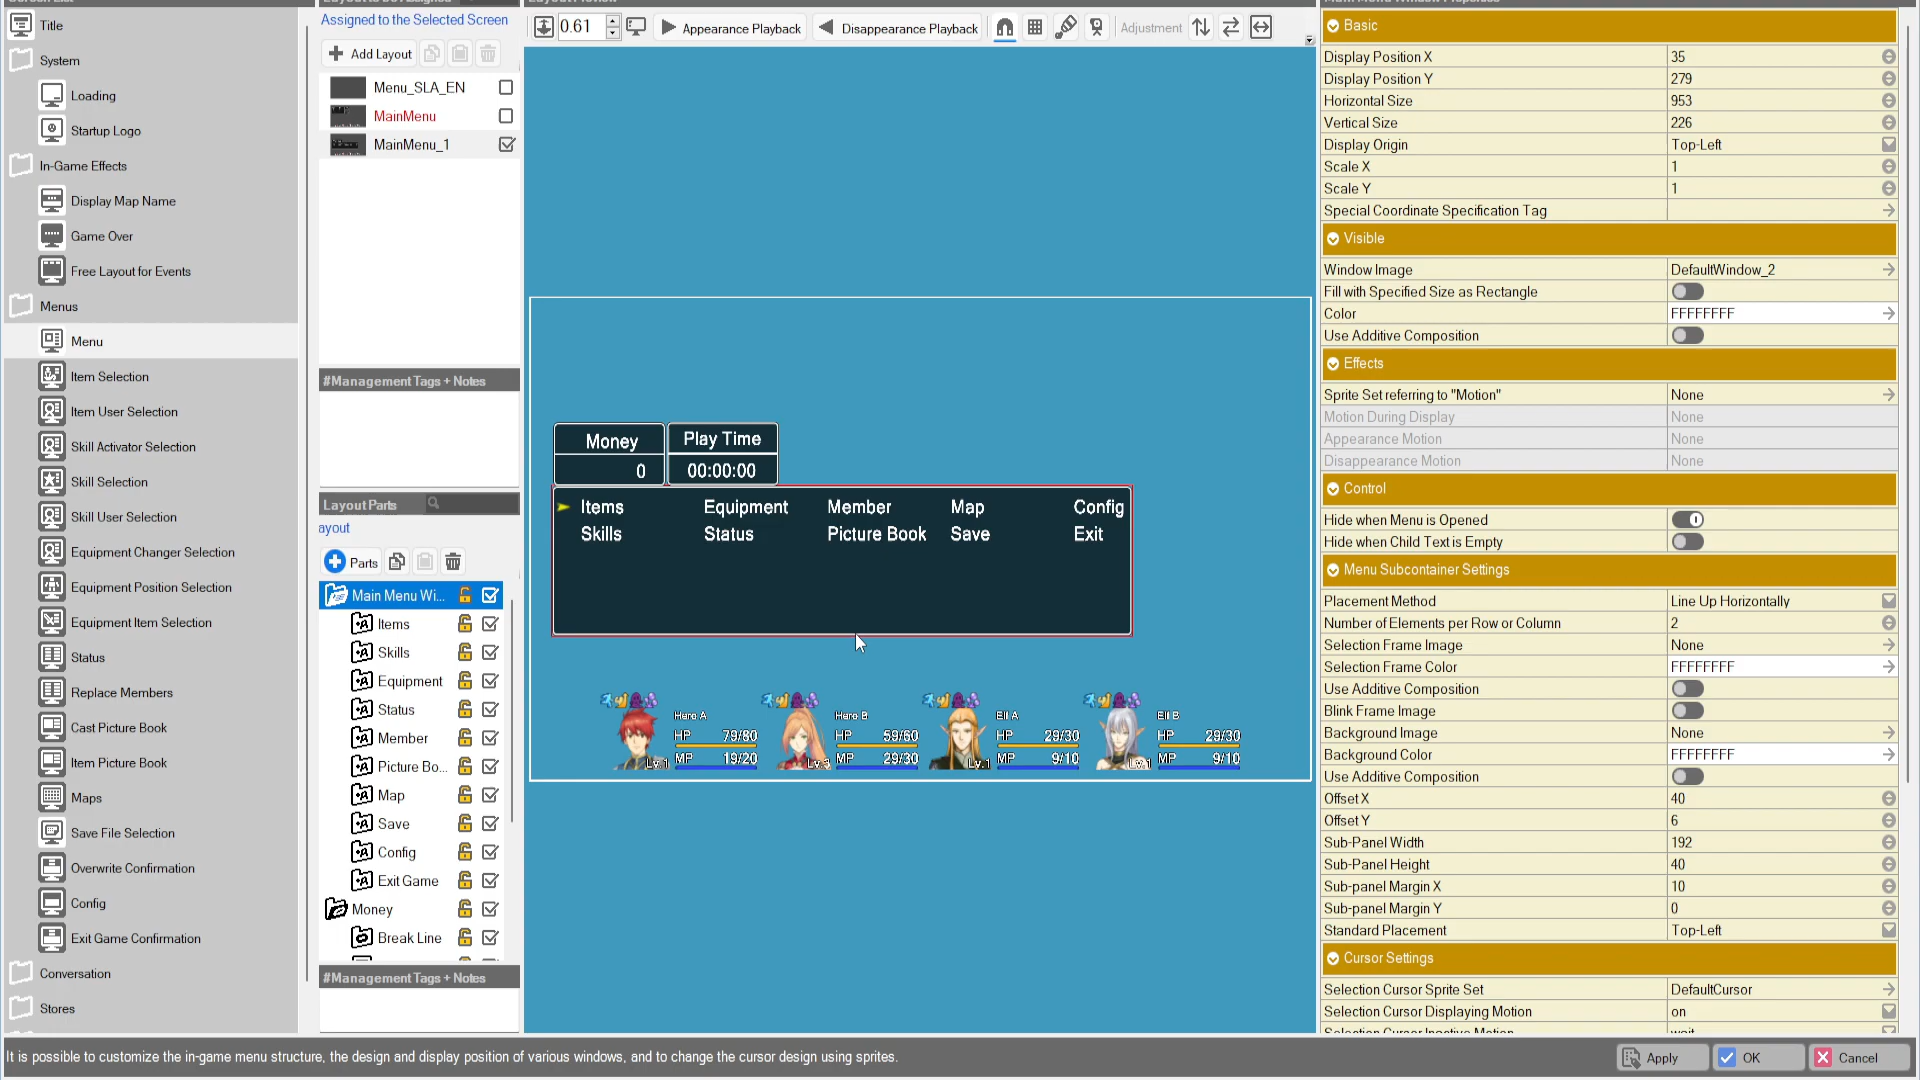 Title
System
Loading
Startup Logo
In-Game Effects
Display Map Name
Game Over
Free Layout for Events
Menus
Menu
Item Selection
Item User Selection
Skill Activator Selection
Skill Selection
Skill User Selection
Equipment Changer Selection
Equipment Position Selection
Equipment Item Selection
Status
Replace Members
Cast Picture Book
Item Picture Book
Maps
Save File Selection
Overwrite Confirmation
Config
Exit Game Confirmation
Conversation
Stores
Assigned to the Selected Screen
Add Layout
Menu_SLA_EN
MainMenu
MainMenu_1
#Management Tags + Notes
Layout Parts
ayout
Parts
Main Menu Wi...
Items
Skills
Equipment
Status
Member
Picture Bo...
Map
Save
Config
Exit Game
Money
Break Line
#Management Tags + Notes
0.61 Appearance Playback Disappearance Playback Adjustment
Money Play Time
0 00:00:00
Items Equipment Member Map Config
Skills Status Picture Book Save Exit
Hero A Hero B Elf A Elf B
HP 79/80 HP 59/60 HP 29/30 HP 29/30
Lv.1 MP 19/20 Lv.3 MP 29/30 Lv.1 MP 9/10 Lv.1 MP 9/10
Basic
Display Position X 35
Display Position Y 279
Horizontal Size 953
Vertical Size 226
Display Origin Top-Left
Scale X 1
Scale Y 1
Special Coordinate Specification Tag
Visible
Window Image DefaultWindow_2
Fill with Specified Size as Rectangle
Color FFFFFFFF
Use Additive Composition
Effects
Sprite Set referring to "Motion" None
Motion During Display None
Appearance Motion None
Disappearance Motion None
Control
Hide when Menu is Opened
Hide when Child Text is Empty
Menu Subcontainer Settings
Placement Method Line Up Horizontally
Number of Elements per Row or Column 2
Selection Frame Image None
Selection Frame Color FFFFFFFF
Use Additive Composition
Blink Frame Image
Background Image None
Background Color FFFFFFFF
Use Additive Composition
Offset X 40
Offset Y 6
Sub-Panel Width 192
Sub-Panel Height 40
Sub-panel Margin X 10
Sub-panel Margin Y 0
Standard Placement Top-Left
Cursor Settings
Selection Cursor Sprite Set DefaultCursor
Selection Cursor Displaying Motion on
It is possible to customize the in-game menu structure, the design and display position of various windows, and to change the cursor design using sprites.
Apply OK Cancel